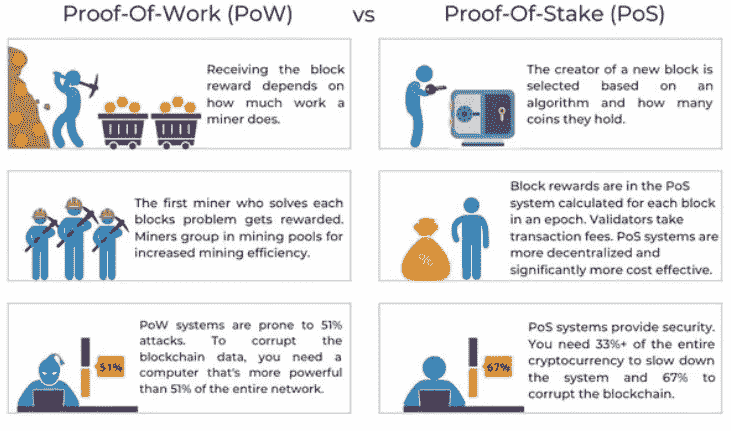 Proof-Of-Work (PoW) vs Proof-Of-Stake (PoS)
Receiving the block
reward depends on
how much work a
miner does.
The creator of a new block is
selected based on an
algorithm and how many
coins they hold.
The first miner who solves each
blocks problem gets rewarded.
Miners group in mining pools for
increased mining efficiency.
Block rewards are in the PoS
system calculated for each block
in an epoch. Validators take
transaction fees. PoS systems are
more decentralized and
significantly more cost effective.
%
PoW systems are prone to 51%
attacks. To corrupt the
blockchain data, you need a
computer that's more powerful
than 51% of the entire network.
51%
PoS systems provide security.
You need 33%+ of the entire
cryptocurrency to slow down
the system and 67% to
corrupt the blockchain.
67%